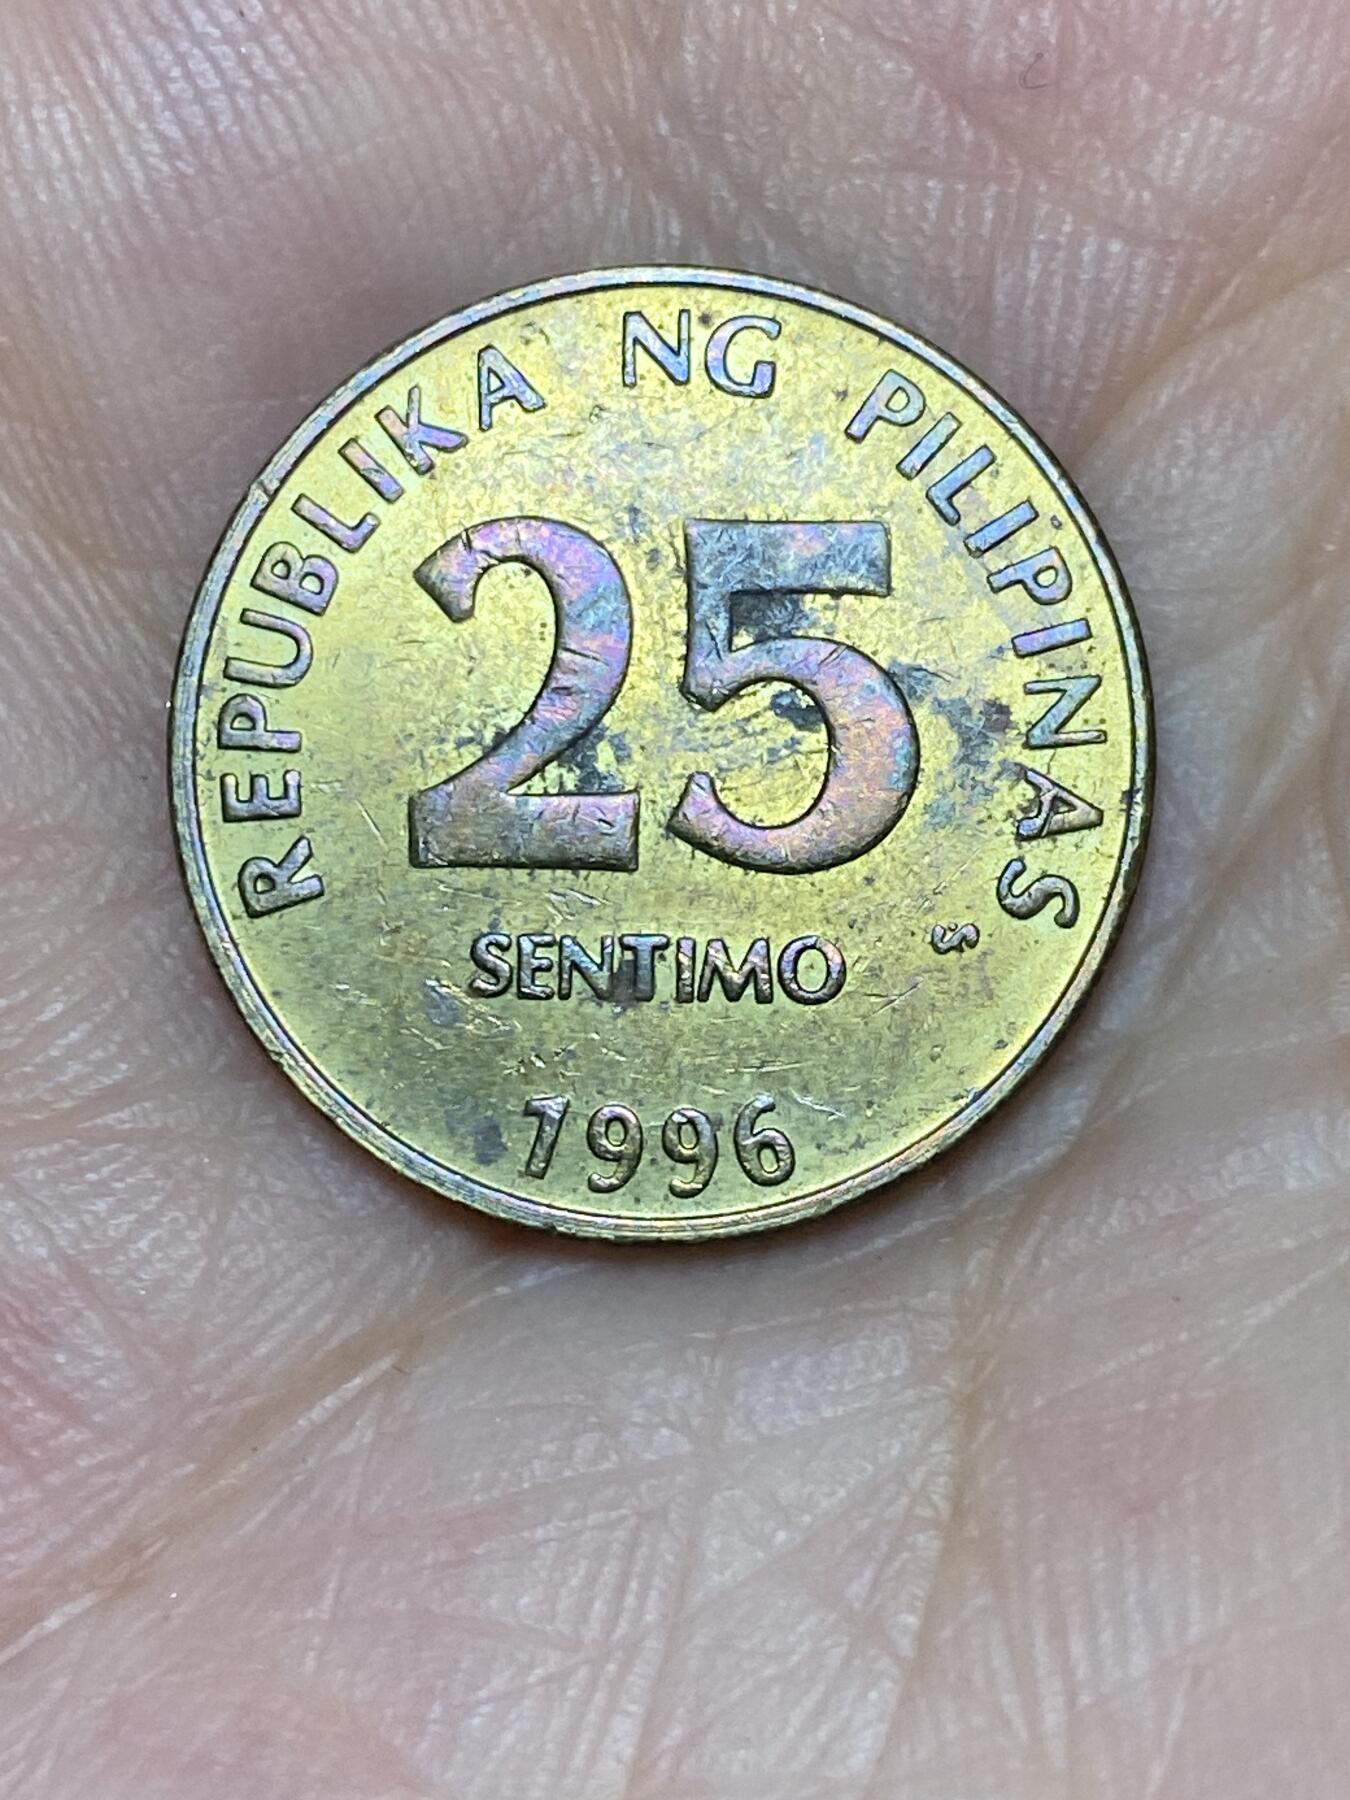 REPUBLIKA NG PILIPINAS
25
SENTIMO
S
1996